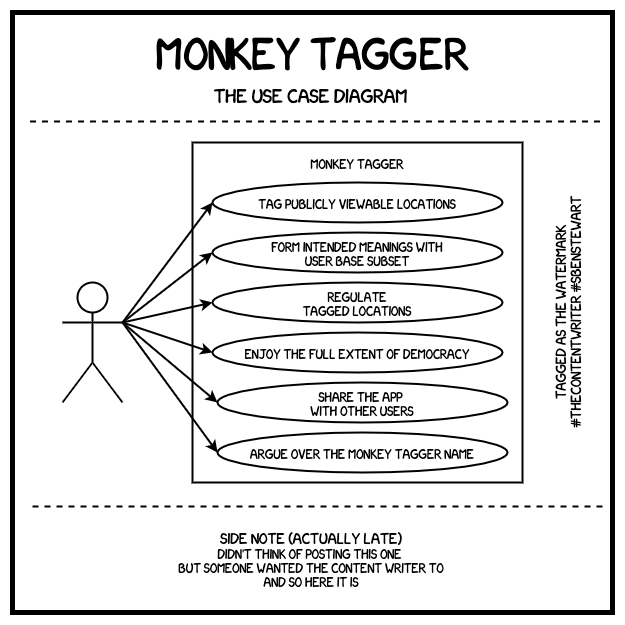 MONKEY TAGGER
THE USE CASE DIAGRAM
MONKEY TAGGER
TAG PUBLICLY VIEWABLE LOCATIONS
FORM INTENDED MEANINGS WITH
USER BASE SUBSET
REGULATE
TAGGED LOCATIONS
ENJOY THE FULL EXTENT OF DEMOCRACY
SHARE THE APP
WITH OTHER USERS
ARGUE OVER THE MONKEY TAGGER NAME
TAGGED AS THE WATERMARK
#THECONTENTWRITER #SBENSTEWART
SIDE NOTE (ACTUALLY LATE)
DIDN'T THINK OF POSTING THIS ONE
BUT SOMEONE WANTED THE CONTENT WRITER TO
AND SO HERE IT IS